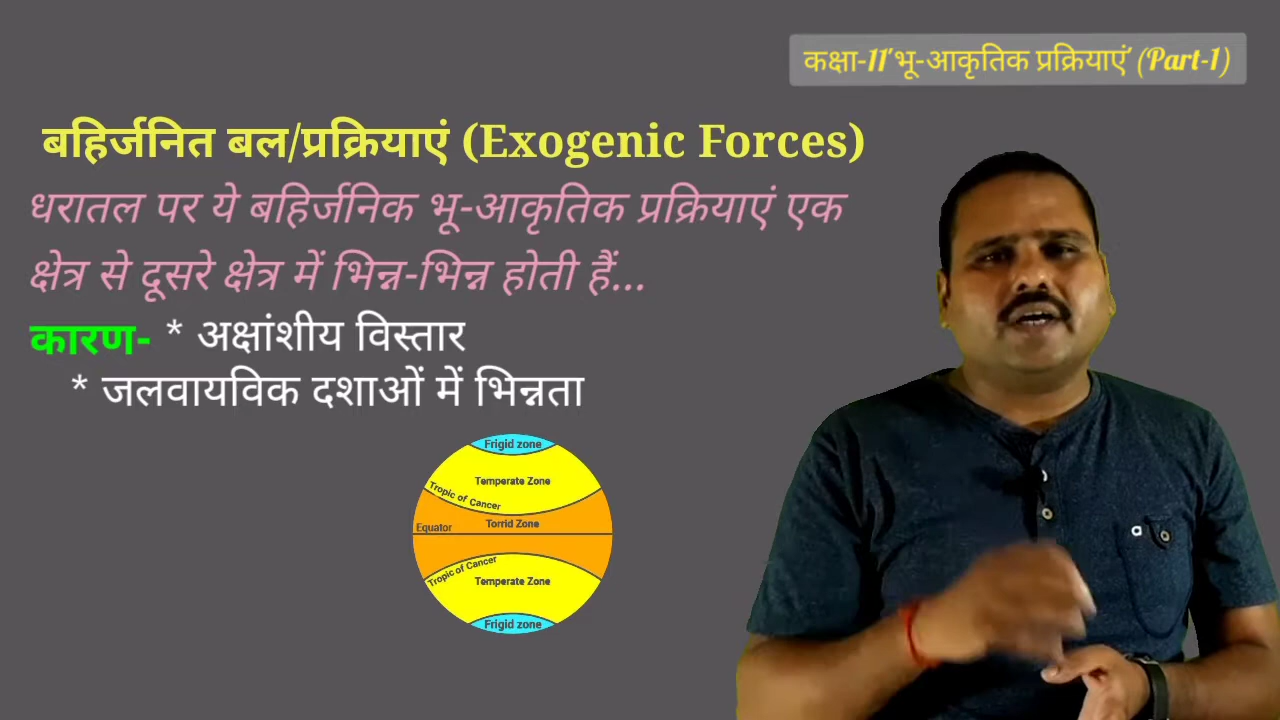 कक्षा-11'भू-आकृतिक प्रक्रियाएं' (Part-1)
बहिर्जनित बल/प्रक्रियाएं (Exogenic Forces)
धरातल पर ये बहिर्जनिक भू-आकृतिक प्रक्रियाएं एक
क्षेत्र से दूसरे क्षेत्र में भिन्न-भिन्न होती हैं...
कारण- * अक्षांशीय विस्तार
* जलवायविक दशाओं में भिन्नता
Frigid zone
Temperate Zone
Tropic of Cancer
Torrid Zone
Equator
Tropic of Cancer
Temperate Zone
Frigid zone
a